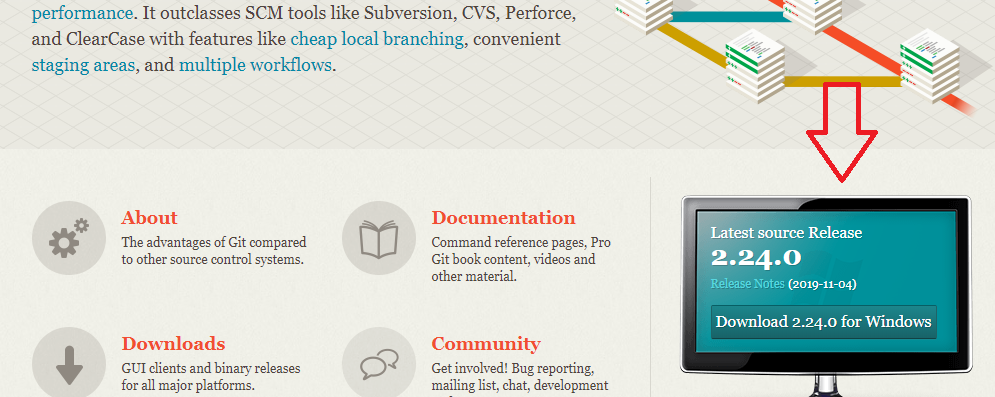 performance. It outclasses SCM tools like Subversion, CVS, Perforce,
and ClearCase with features like cheap local branching, convenient
staging areas, and multiple workflows.
About
The advantages of Git compared
to other source control systems.
Documentation
Command reference pages, Pro
Git book content, videos and
other material.
Downloads
GUI clients and binary releases
for all major platforms.
Community
Get involved! Bug reporting,
mailing list, chat, development
Latest source Release
2.24.0
Release Notes (2019-11-04)
Download 2.24.0 for Windows